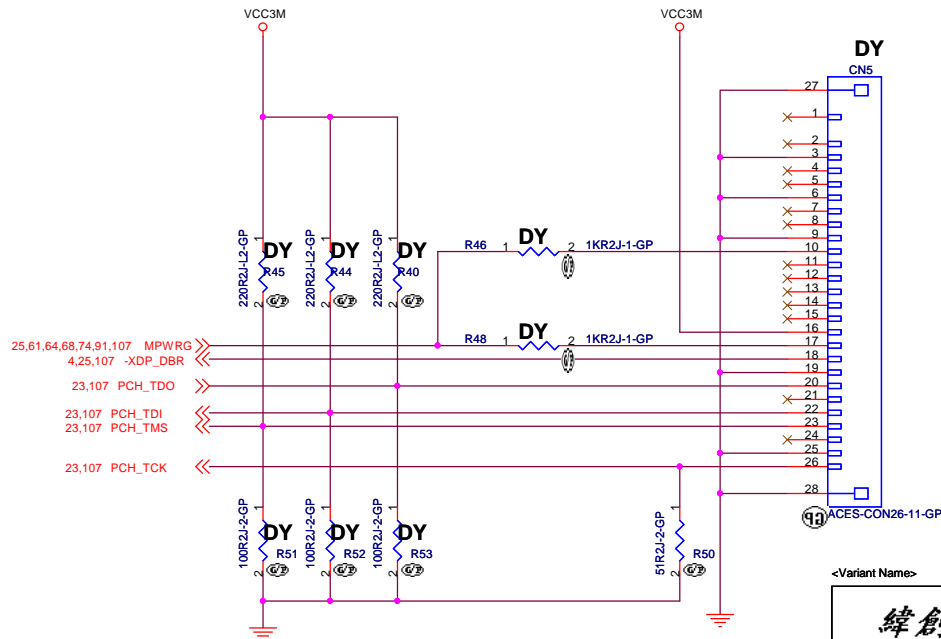 VCC3M
VCC3M
DY
CN5
27
1
2
3
4
5
6
7
8
9
10
11
12
13
14
15
16
17
18
19
20
21
22
23
24
25
26
28
ACES-CON26-11-GP
220R2J-L2-GP
1
DY
R45
2
G/P
220R2J-L2-GP
1
DY
R44
2
G/P
220R2J-L2-GP
1
DY
R40
2
G/P
R46 1 DY 2 1KR2J-1-GP
R48 1 DY 2 1KR2J-1-GP
25,61,64,68,74,91,107 MPWRG
4,25,107 -XDP_DBR
23,107 PCH_TDO
23,107 PCH_TDI
23,107 PCH_TMS
23,107 PCH_TCK
100R2J-2-GP
1
DY
R51
2
G/P
100R2J-2-GP
1
DY
R52
2
G/P
100R2J-2-GP
1
DY
R53
2
G/P
51R2J-2-GP
1
R50
2
G/P
<Variant Name>
緯創